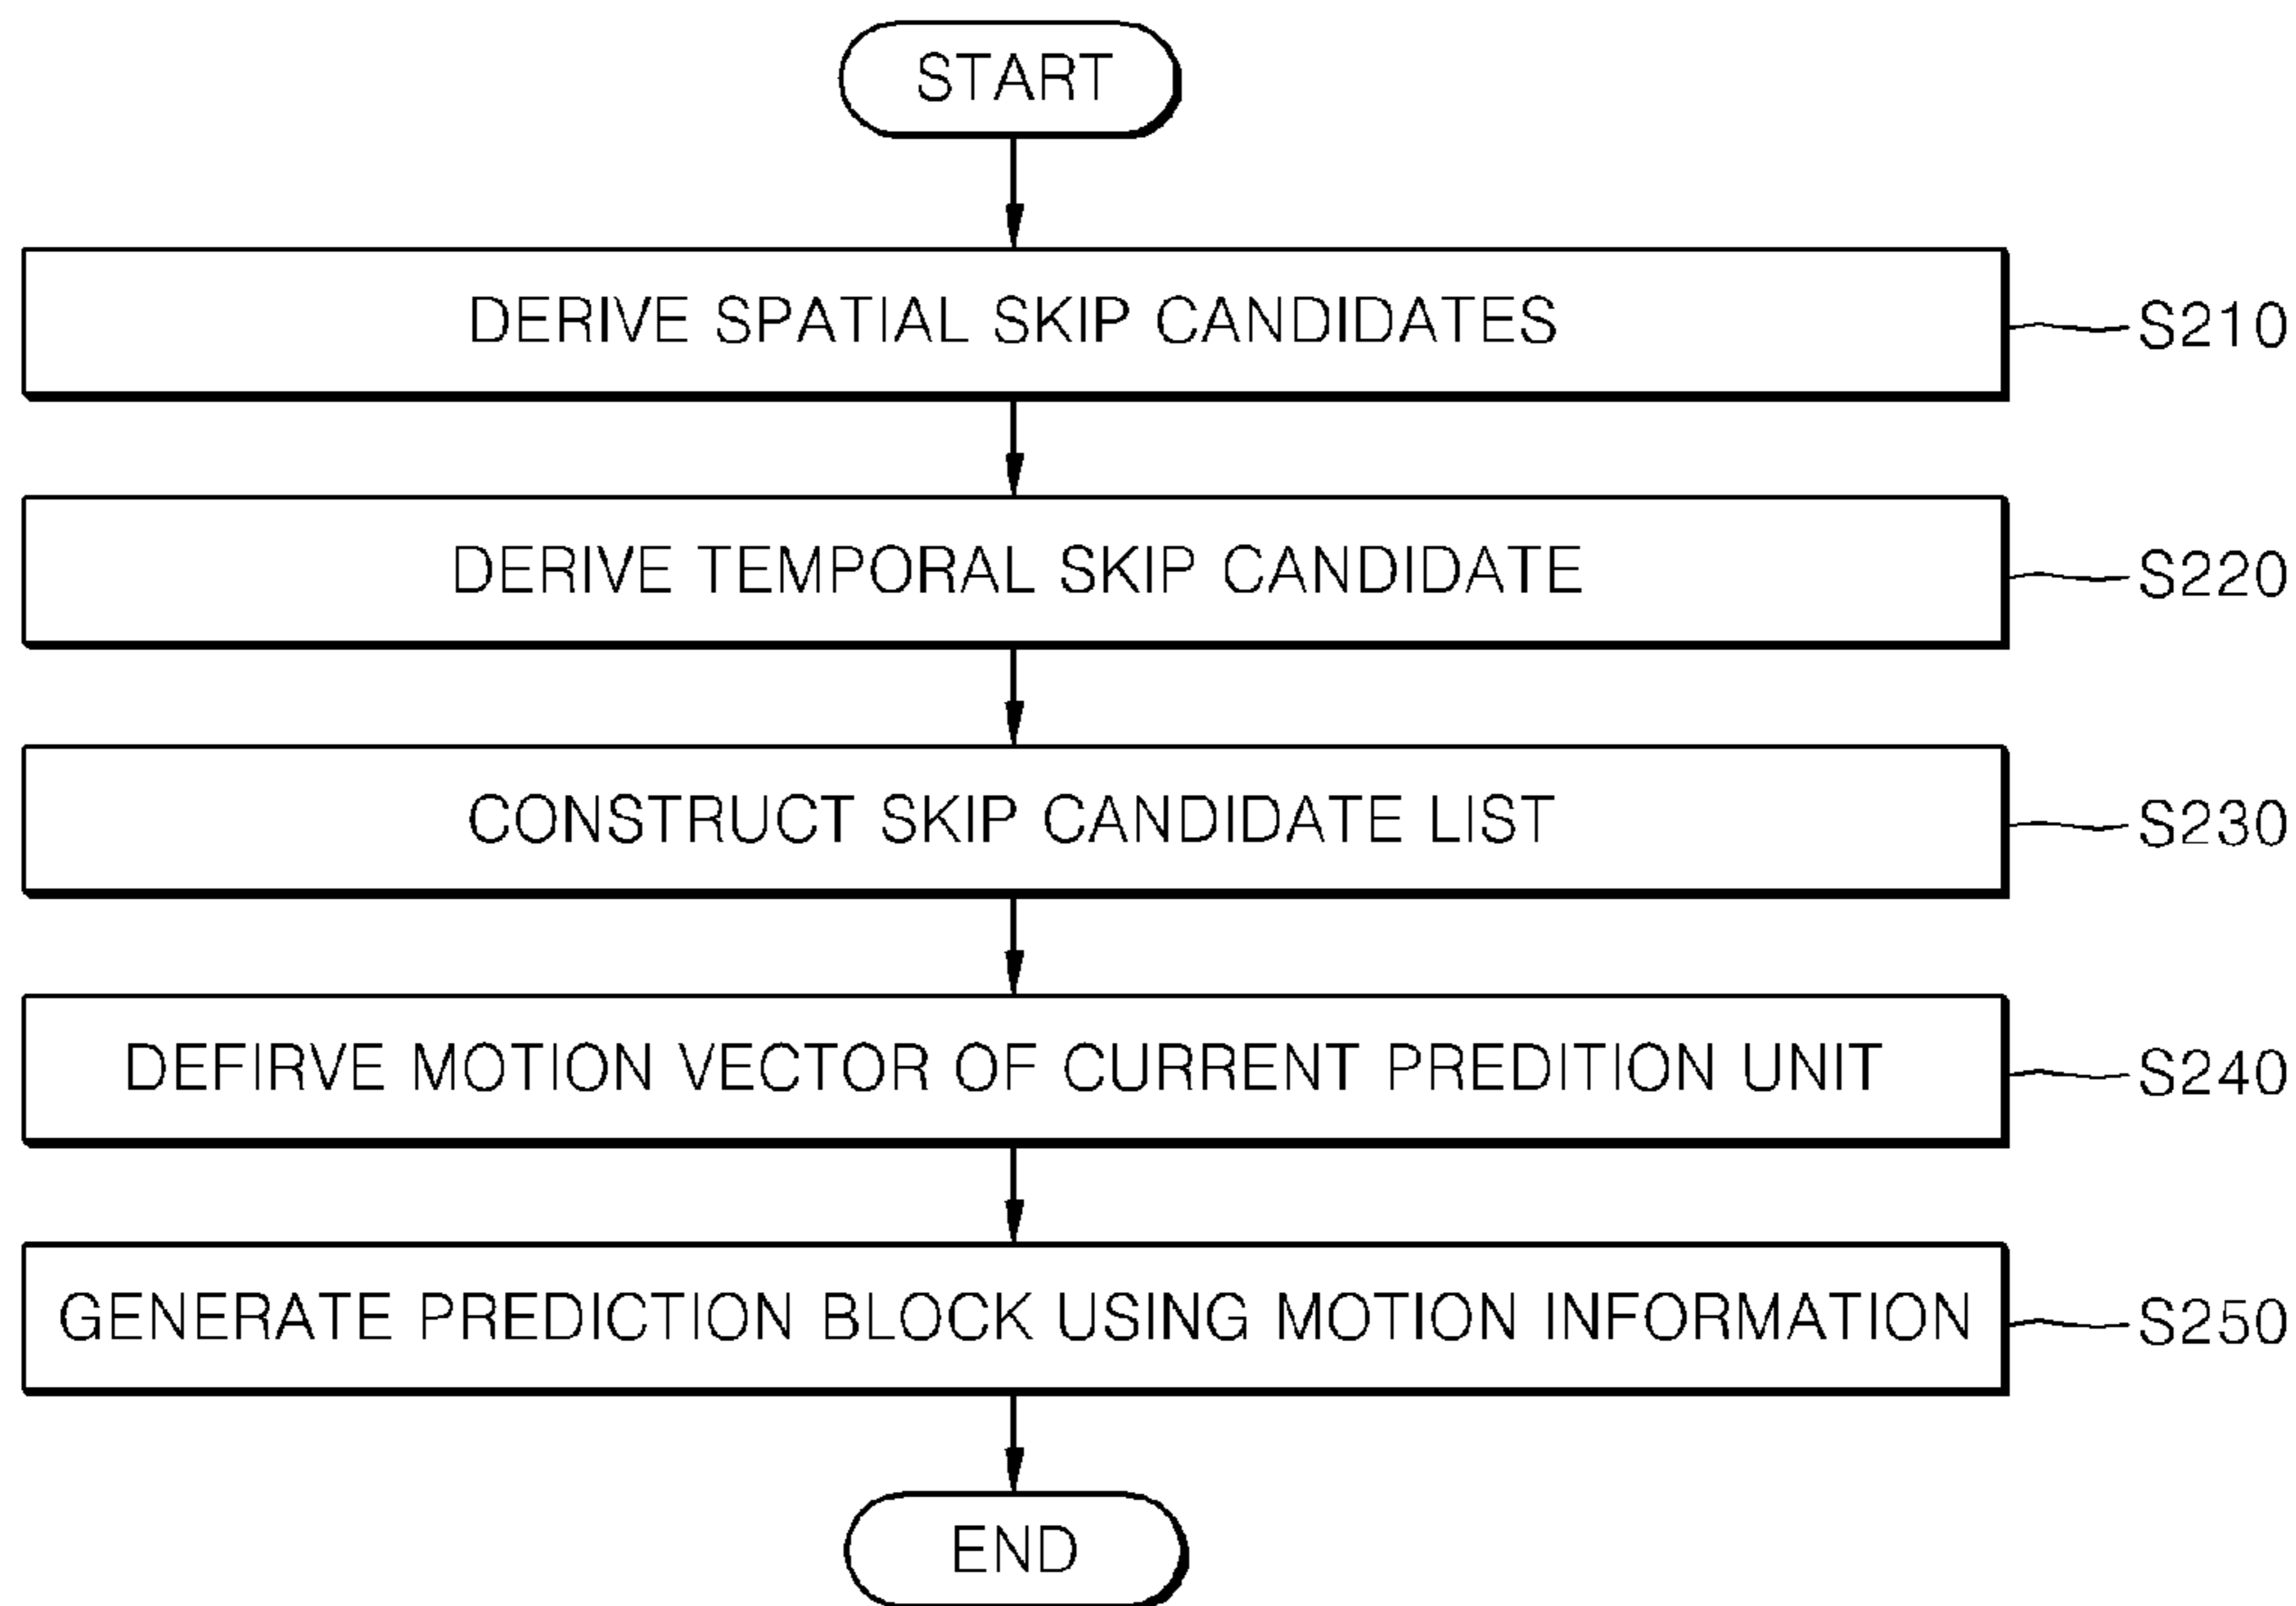 START
DERIVE SPATIAL SKIP CANDIDATES
S210
DERIVE TEMPORAL SKIP CANDIDATE
S220
CONSTRUCT SKIP CANDIDATE LIST
S230
DEFIRVE MOTION VECTOR OF CURRENT PREDITION UNIT
S240
GENERATE PREDICTION BLOCK USING MOTION INFORMATION
S250
END